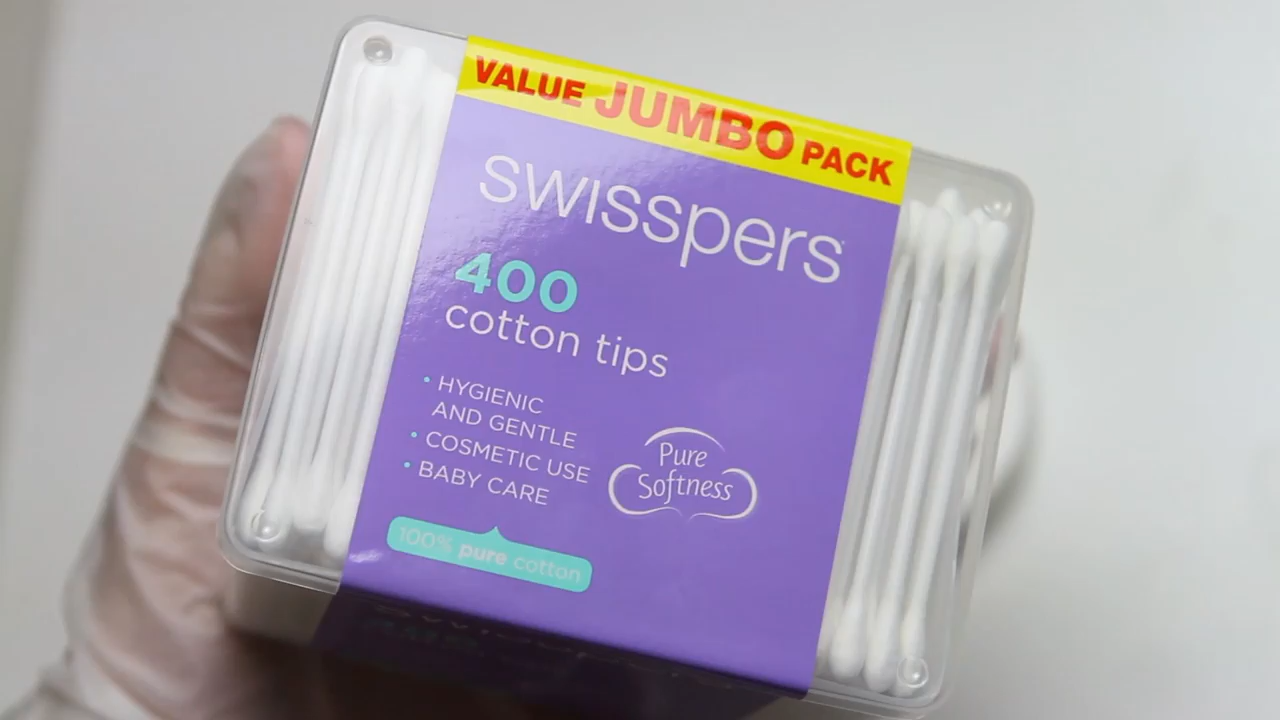 VALUE JUMBO PACK
swisspers
400
cotton tips
• HYGIENIC
AND GENTLE
• COSMETIC USE
• BABY CARE
Pure
Softness
100% pure cotton